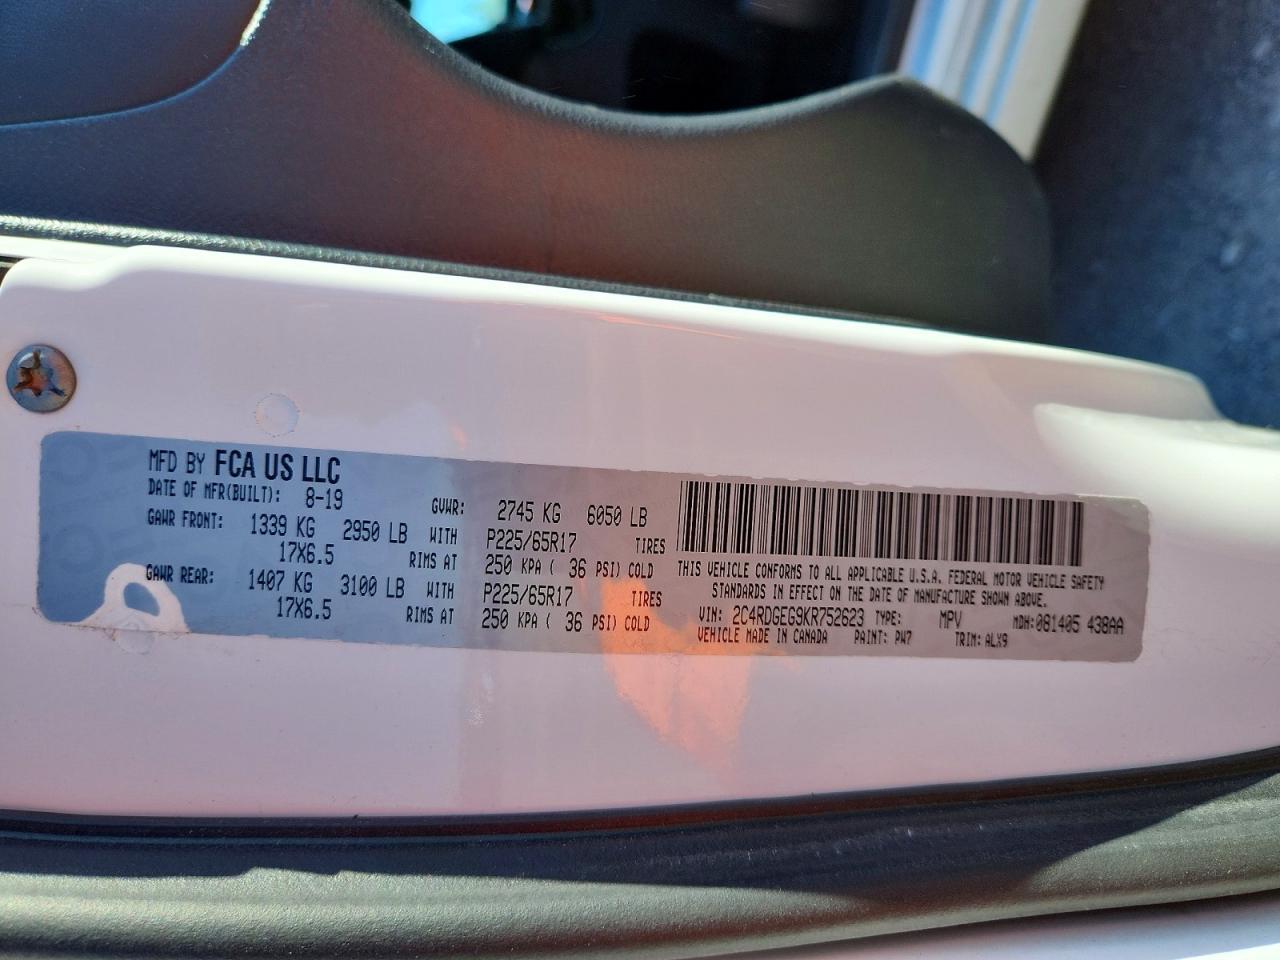 MFD BY FCA US LLC
DATE OF MFR(BUILT): 8-19 GVWR: 2745 KG 6050 LB
GAWR FRONT: 1339 KG 2950 LB WITH P225/65R17 TIRES
17X6.5 RIMS AT 250 KPA ( 36 PSI) COLD
GAWR REAR: 1407 KG 3100 LB WITH P225/65R17 TIRES
17X6.5 RIMS AT 250 KPA ( 36 PSI) COLD
THIS VEHICLE CONFORMS TO ALL APPLICABLE U.S.A. FEDERAL MOTOR VEHICLE SAFETY
STANDARDS IN EFFECT ON THE DATE OF MANUFACTURE SHOWN ABOVE.
VIN: 2C4RDGEG9KR752623 TYPE: MPV MDH:081405 438AA
VEHICLE MADE IN CANADA PAINT: PW7 TRIM: ALX9